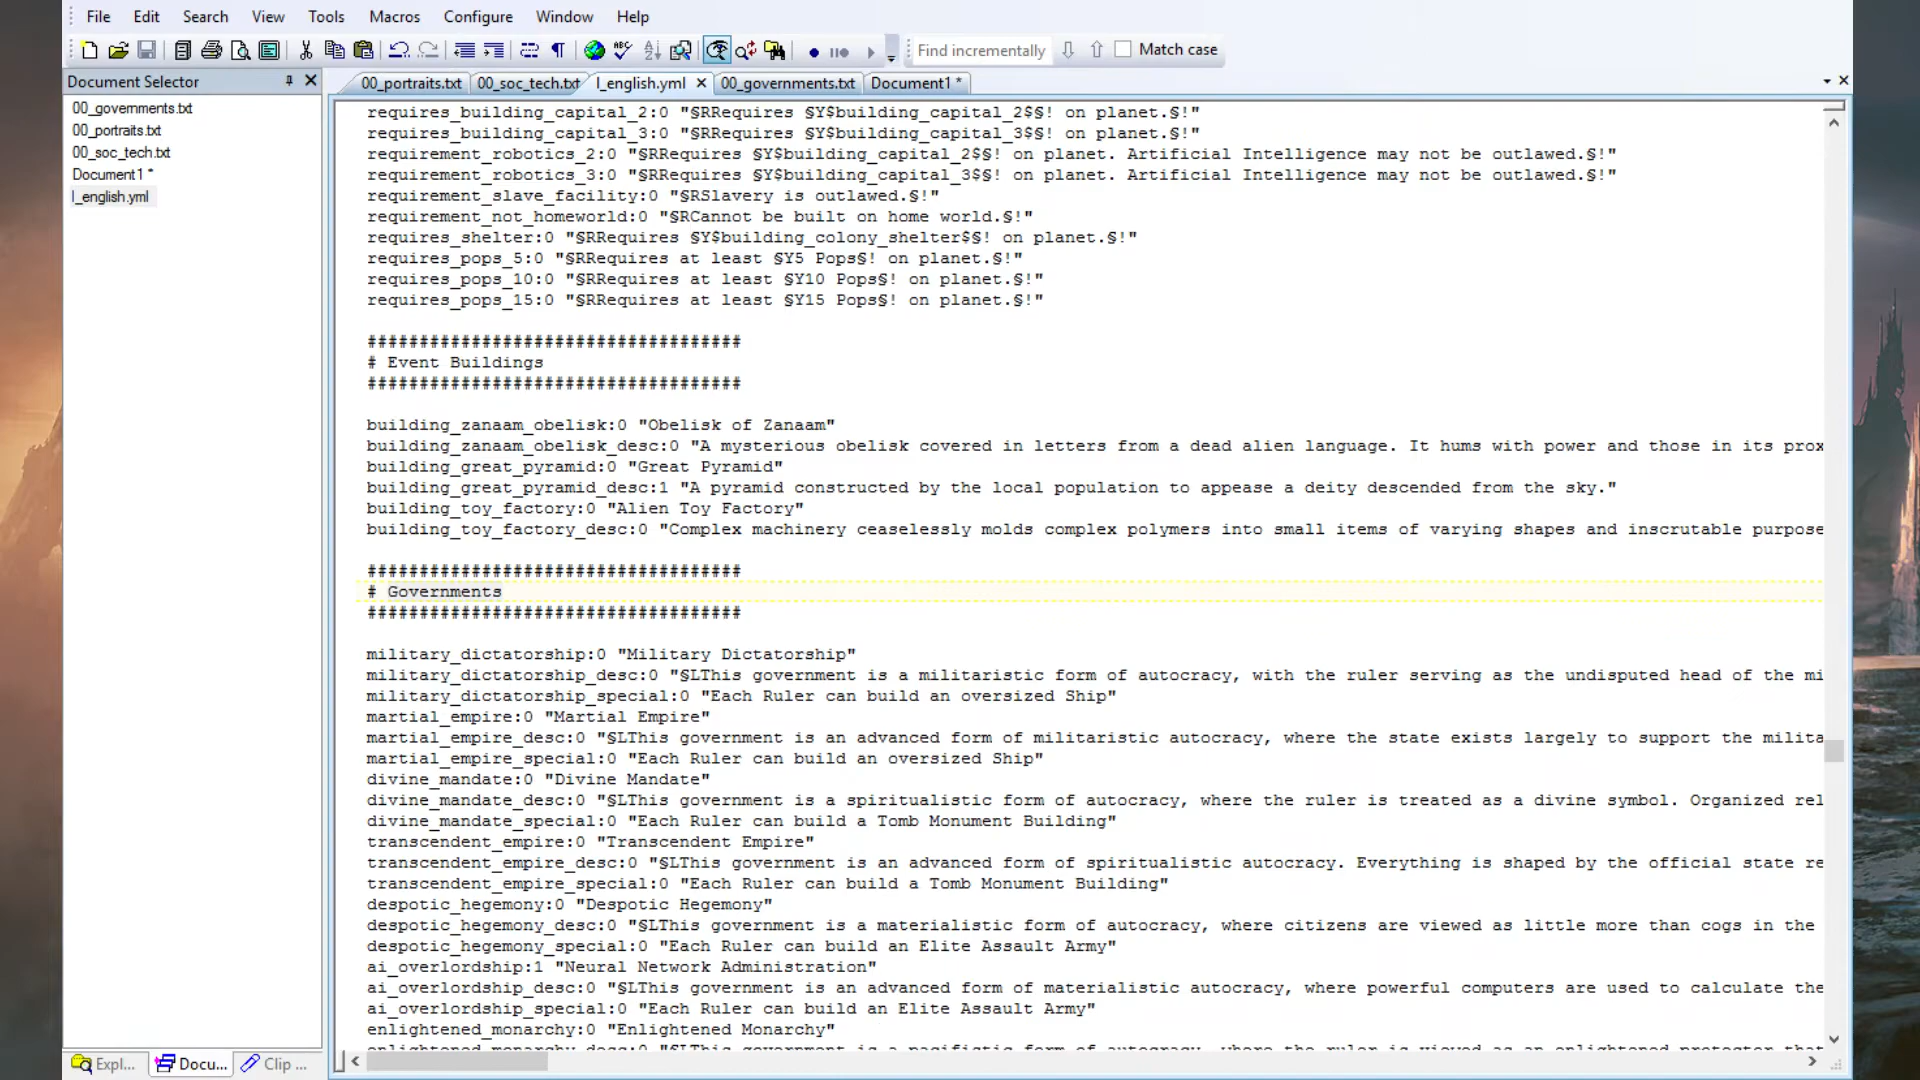 File Edit Search View Tools Macros Configure Window Help
Find incrementally Match case
Document Selector
00_portraits.txt 00_soc_tech.txt l_english.yml 00_governments.txt Document1 *
00_governments.txt
00_portraits.txt
00_soc_tech.txt
Document1 *
l_english.yml
requires_building_capital_2:0 "§RRequires §Y$building_capital_2$§! on planet.§!"
requires_building_capital_3:0 "§RRequires §Y$building_capital_3$§! on planet.§!"
requirement_robotics_2:0 "§RRequires §Y$building_capital_2$§! on planet. Artificial Intelligence may not be outlawed.§!"
requirement_robotics_3:0 "§RRequires §Y$building_capital_3$§! on planet. Artificial Intelligence may not be outlawed.§!"
requirement_slave_facility:0 "§RSlavery is outlawed.§!"
requirement_not_homeworld:0 "§RCannot be built on home world.§!"
requires_shelter:0 "§RRequires §Y$building_colony_shelter$§! on planet.§!"
requires_pops_5:0 "§RRequires at least §Y5 Pops§! on planet.§!"
requires_pops_10:0 "§RRequires at least §Y10 Pops§! on planet.§!"
requires_pops_15:0 "§RRequires at least §Y15 Pops§! on planet.§!"
####################################
# Event Buildings
####################################
building_zanaam_obelisk:0 "Obelisk of Zanaam"
building_zanaam_obelisk_desc:0 "A mysterious obelisk covered in letters from a dead alien language. It hums with power and those in its prox
building_great_pyramid:0 "Great Pyramid"
building_great_pyramid_desc:1 "A pyramid constructed by the local population to appease a deity descended from the sky."
building_toy_factory:0 "Alien Toy Factory"
building_toy_factory_desc:0 "Complex machinery ceaselessly molds complex polymers into small items of varying shapes and inscrutable purpose
####################################
# Governments
####################################
military_dictatorship:0 "Military Dictatorship"
military_dictatorship_desc:0 "§LThis government is a militaristic form of autocracy, with the ruler serving as the undisputed head of the mi
military_dictatorship_special:0 "Each Ruler can build an oversized Ship"
martial_empire:0 "Martial Empire"
martial_empire_desc:0 "§LThis government is an advanced form of militaristic autocracy, where the state exists largely to support the milita
martial_empire_special:0 "Each Ruler can build an oversized Ship"
divine_mandate:0 "Divine Mandate"
divine_mandate_desc:0 "§LThis government is a spiritualistic form of autocracy, where the ruler is treated as a divine symbol. Organized rel
divine_mandate_special:0 "Each Ruler can build a Tomb Monument Building"
transcendent_empire:0 "Transcendent Empire"
transcendent_empire_desc:0 "§LThis government is an advanced form of spiritualistic autocracy. Everything is shaped by the official state re
transcendent_empire_special:0 "Each Ruler can build a Tomb Monument Building"
despotic_hegemony:0 "Despotic Hegemony"
despotic_hegemony_desc:0 "§LThis government is a materialistic form of autocracy, where citizens are viewed as little more than cogs in the
despotic_hegemony_special:0 "Each Ruler can build an Elite Assault Army"
ai_overlordship:1 "Neural Network Administration"
ai_overlordship_desc:0 "§LThis government is an advanced form of materialistic autocracy, where powerful computers are used to calculate the
ai_overlordship_special:0 "Each Ruler can build an Elite Assault Army"
enlightened_monarchy:0 "Enlightened Monarchy"
enlightened_monarchy_desc:0 "§LThis government is a pacifistic form of autocracy, where the ruler is viewed as an enlightened protector that
Expl... Docu... Clip ...